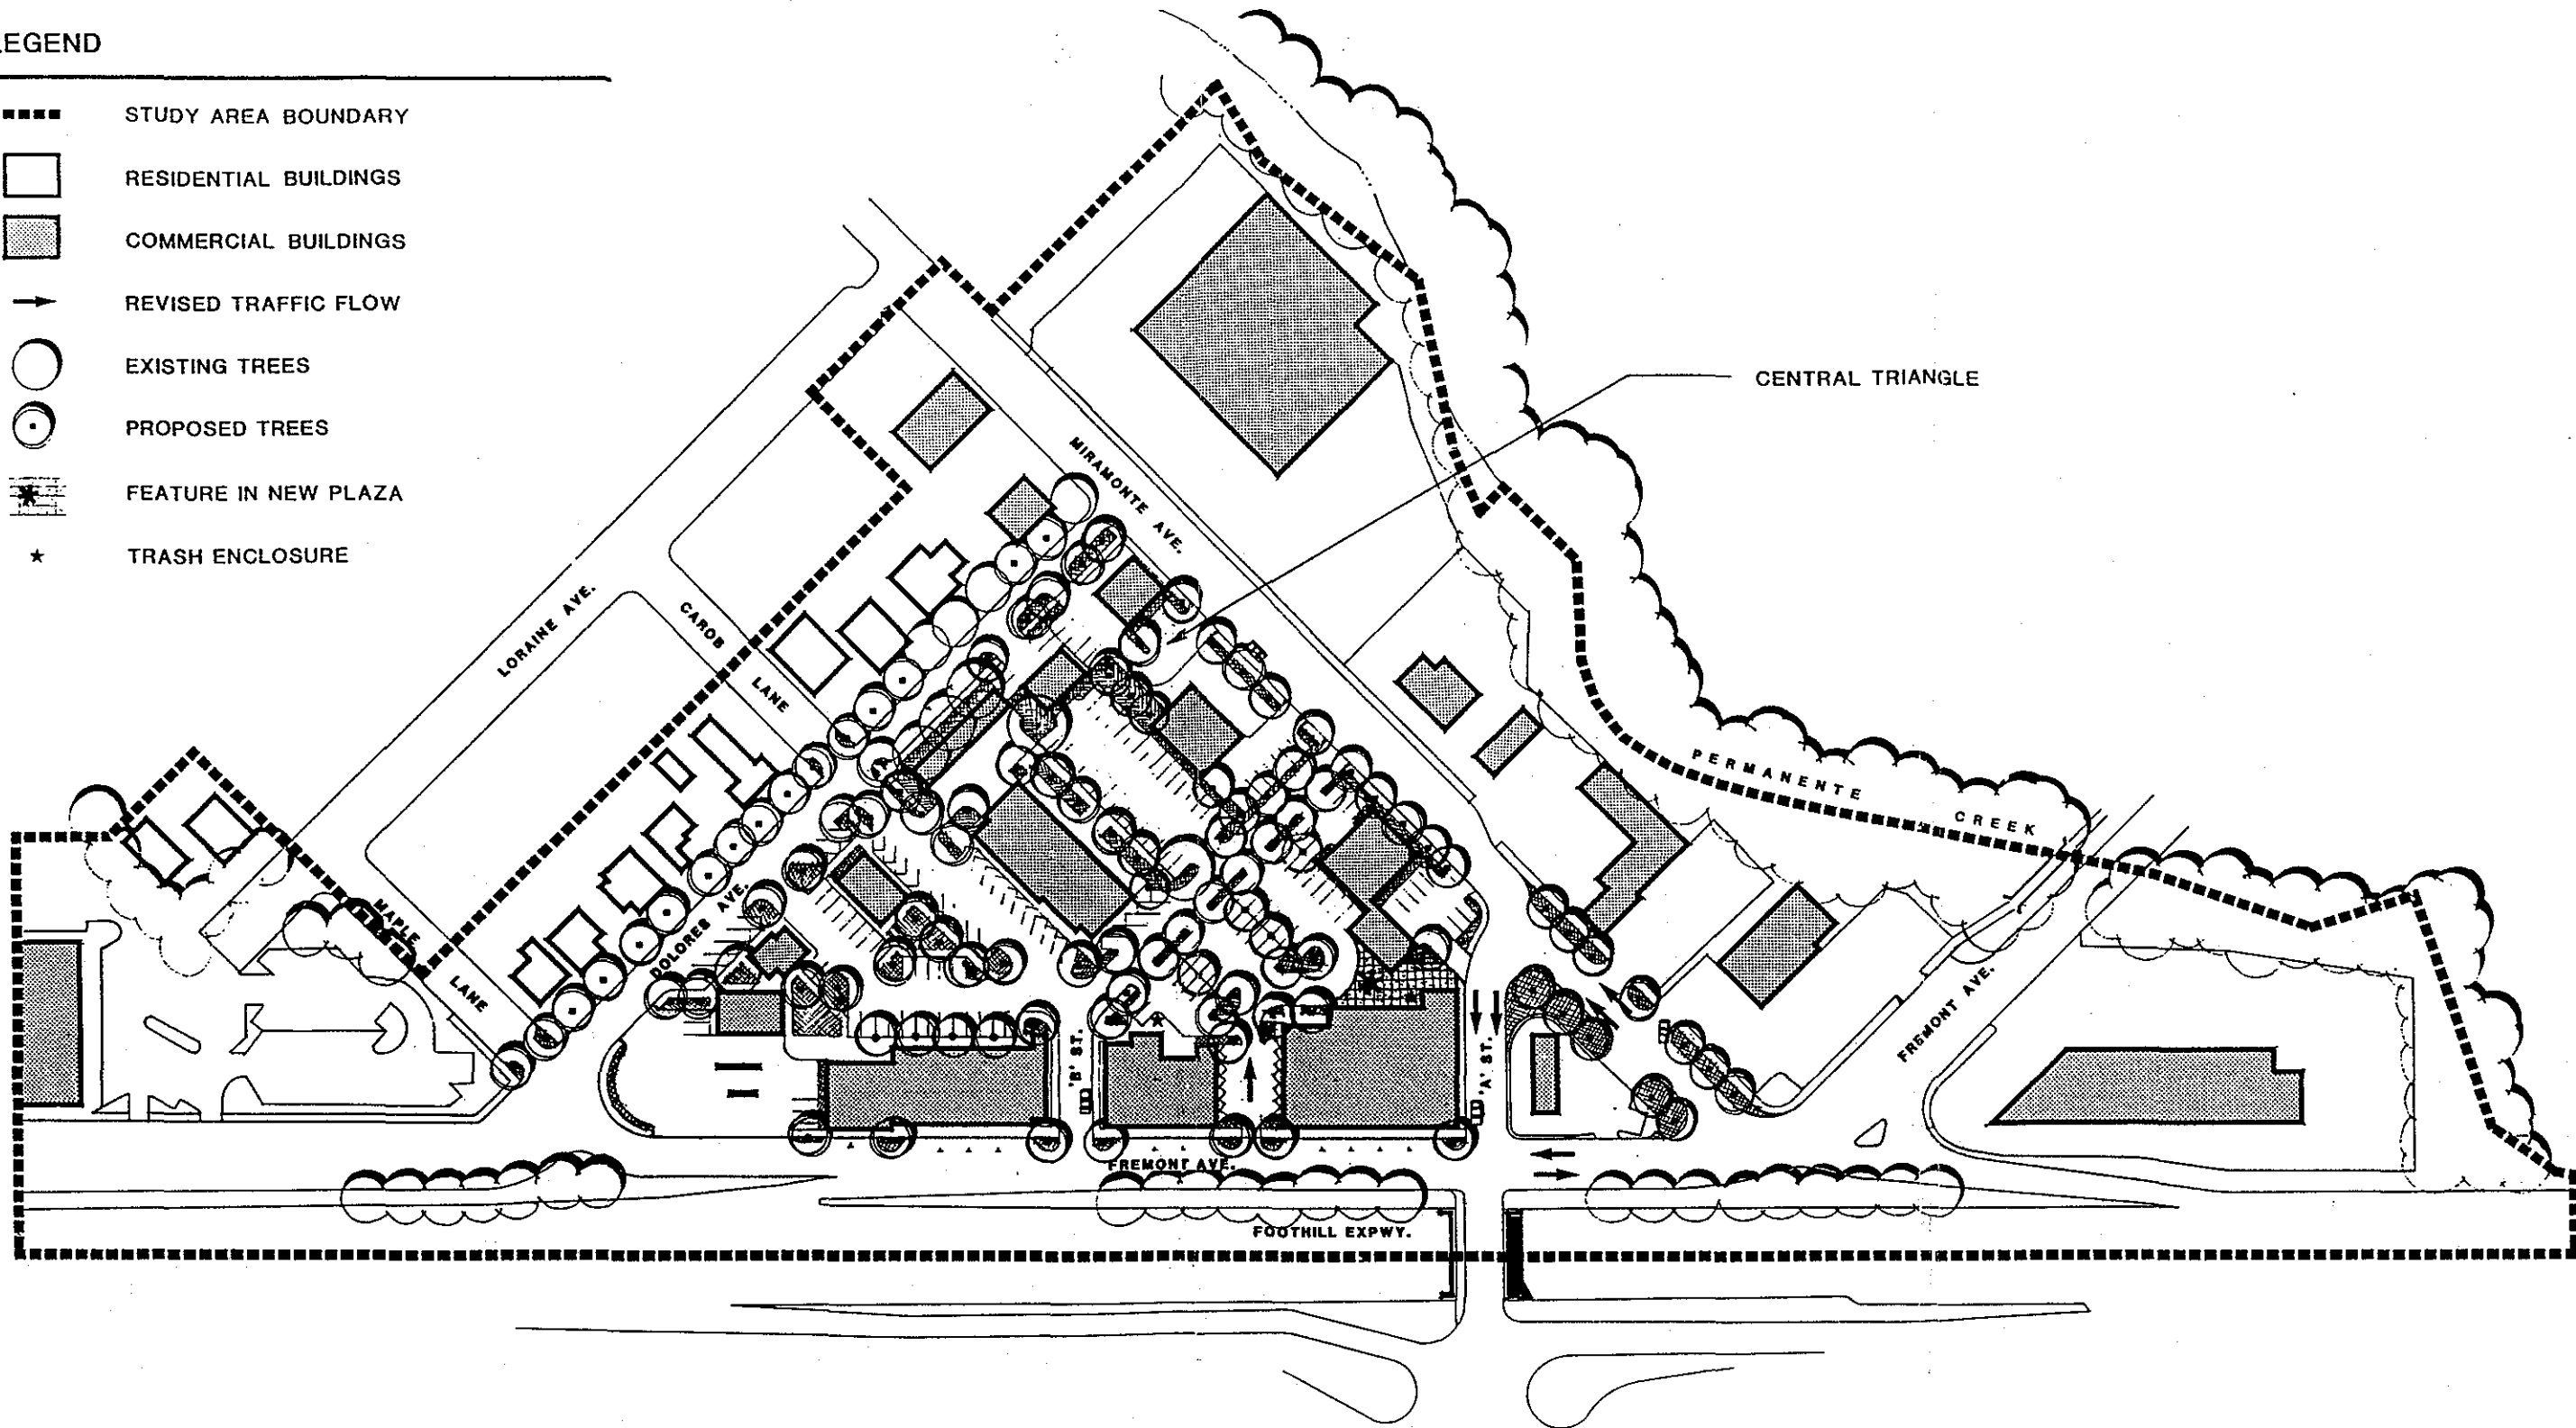 LEGEND
STUDY AREA BOUNDARY
RESIDENTIAL BUILDINGS
COMMERCIAL BUILDINGS
REVISED TRAFFIC FLOW
EXISTING TREES
PROPOSED TREES
FEATURE IN NEW PLAZA
TRASH ENCLOSURE
CENTRAL TRIANGLE
MIRAMONTE AVE.
LORAINE AVE.
CAROB
LANE
PERMANENTE
CREEK
MAPLE
LANE
DOLORES AVE.
FREMONT AVE.
'B' ST.
'A' ST.
FREMONT AVE.
FOOTHILL EXPWY.